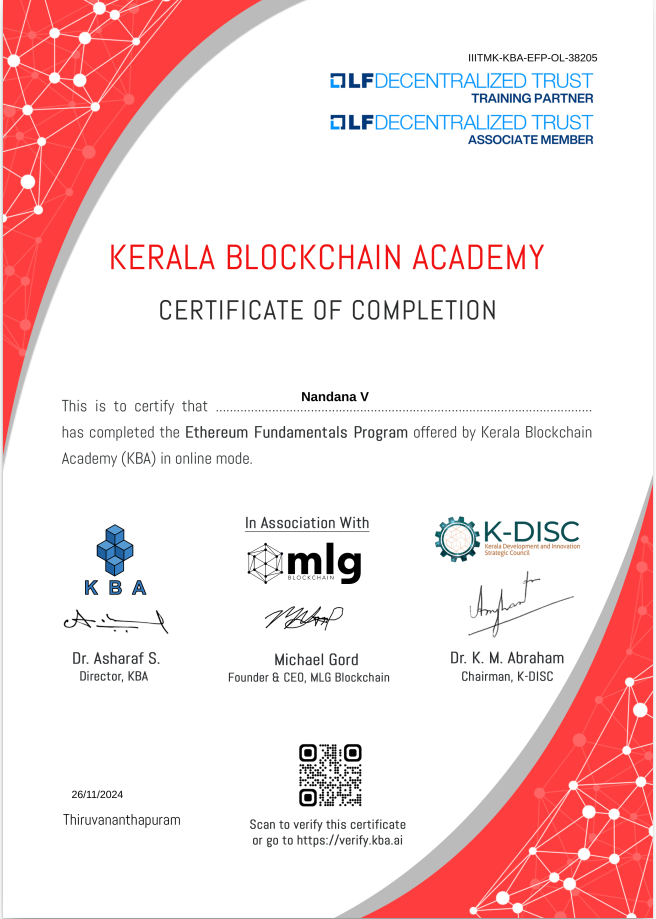 IIITMK-KBA-EFP-OL-38205
LFDECENTRALIZED TRUST
TRAINING PARTNER
LFDECENTRALIZED TRUST
ASSOCIATE MEMBER
KERALA BLOCKCHAIN ACADEMY
CERTIFICATE OF COMPLETION
Nandana V
This is to certify that ....................................................................................................
has completed the Ethereum Fundamentals Program offered by Kerala Blockchain
Academy (KBA) in online mode.
In Association With
KBA
mlg
BLOCKCHAIN
K-DISC
Kerala Development and Innovation
Strategic Council
Dr. Asharaf S.
Director, KBA
Michael Gord
Founder & CEO, MLG Blockchain
Dr. K. M. Abraham
Chairman, K-DISC
26/11/2024
Thiruvananthapuram
Scan to verify this certificate
or go to https://verify.kba.ai